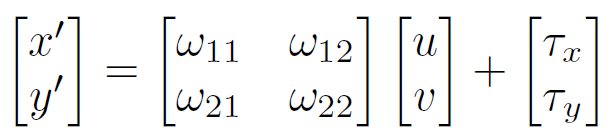 [x′ y′] = [ω11 ω12 ω21 ω22] [u v] + [τx τy]